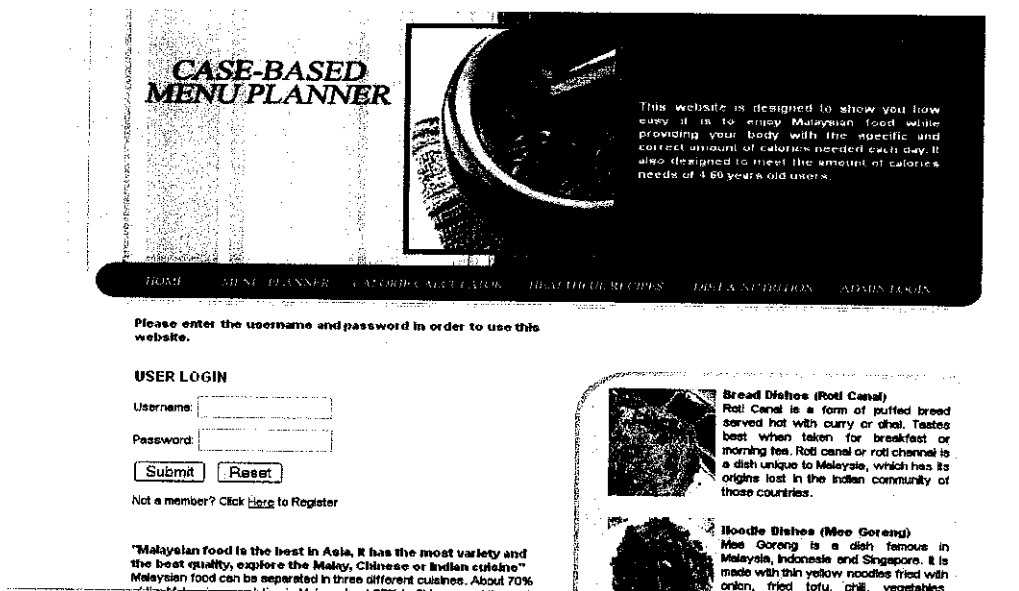 CASE-BASED
MENU PLANNER
This website is designed to show you how
easy it is to enjoy Malaysian food while
providing your body with the specific and
correct amount of calories needed each day. It
also designed to meet the amount of calories
needs of 4-60 years old users.
HOME MENU PLANNER CALORIE CALCULATOR HEALTHFUL RECIPES DIET & NUTRITION ADMIN LOGIN
Please enter the username and password in order to use this
website.
USER LOGIN
Username:
Password:
Submit Reset
Not a member? Click Here to Register
"Malaysian food is the best in Asia, it has the most variety and
the best quality, explore the Malay, Chinese or Indian cuisine"
Malaysian food can be separated in three different cuisines. About 70%
Bread Dishes (Roti Canai)
Roti Canai is a form of puffed bread
served hot with curry or dhal. Tastes
best when taken for breakfast or
morning tea. Roti canai or roti chennai is
a dish unique to Malaysia, which has its
origins lost in the Indian community of
those countries.
Noodle Dishes (Mee Goreng)
Mee Goreng is a dish famous in
Malaysia, Indonesia and Singapore. It is
made with thin yellow noodles fried with
onion, fried tofu, chili, vegetables,